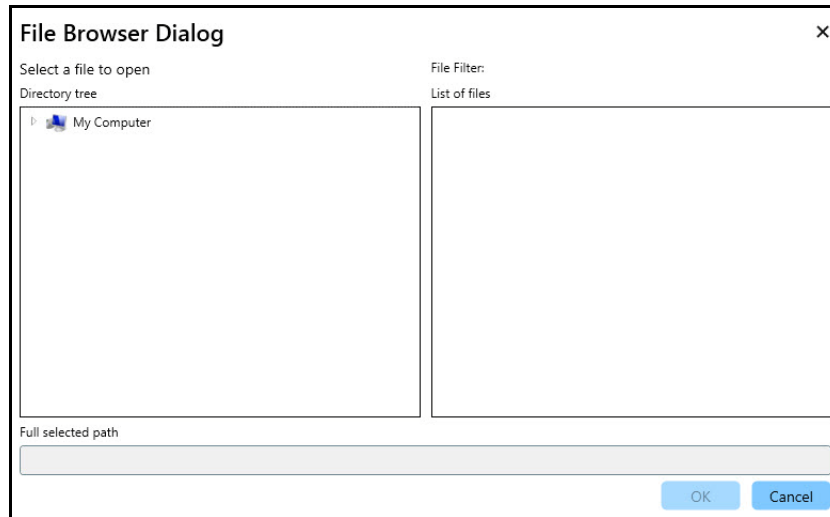 File Browser Dialog
Select a file to open
File Filter:
Directory tree
List of files
My Computer
Full selected path
OK
Cancel